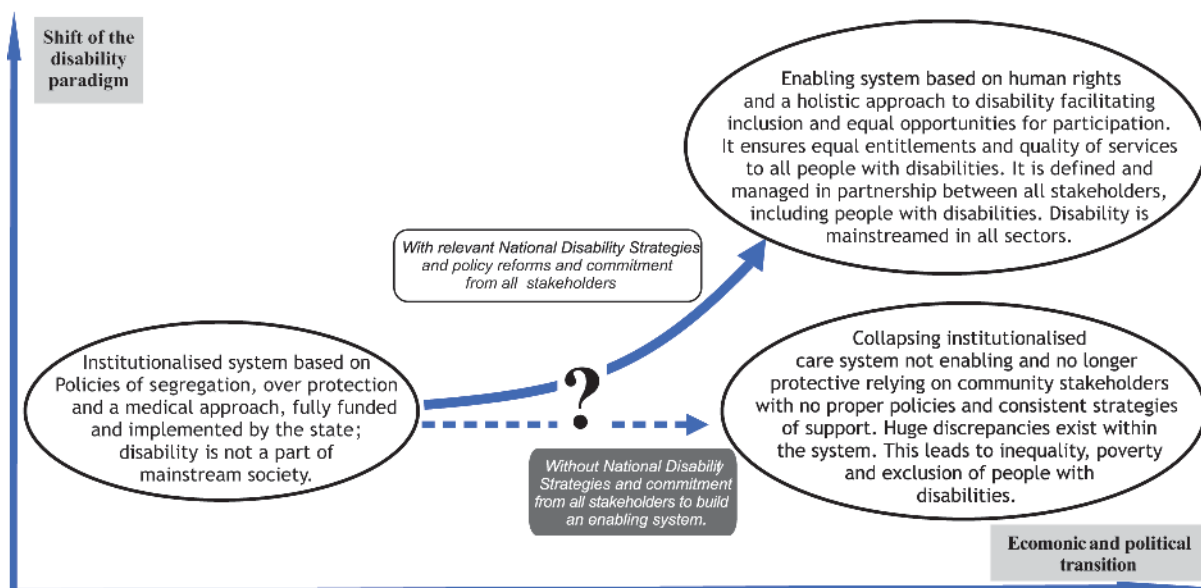 Shift of the
disability
paradigm
Enabling system based on human rights
and a holistic approach to disability facilitating
inclusion and equal opportunities for participation.
It ensures equal entitlements and quality of services
to all people with disabilities. It is defined and
managed in partnership between all stakeholders,
including people with disabilities. Disability is
mainstreamed in all sectors.
With relevant National Disability Strategies
and policy reforms and commitment
from all stakeholders
Institutionalised system based on
Policies of segregation, over protection
and a medical approach, fully funded
and implemented by the state;
disability is not a part of
mainstream society.
?
Collapsing institutionalised
care system not enabling and no longer
protective relying on community stakeholders
with no proper policies and consistent strategies
of support. Huge discrepancies exist within
the system. This leads to inequality, poverty
and exclusion of people with
disabilities.
Without National Disability
Strategies and commitment
from all stakeholders to build
an enabling system.
Ecomonic and political
transition